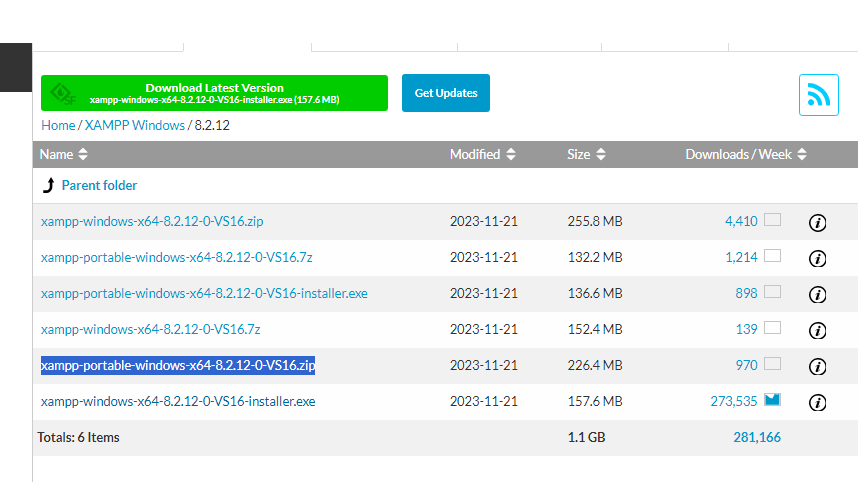 Download Latest Version
xampp-windows-x64-8.2.12-0-VS16-installer.exe (157.6 MB)
SF
Get Updates
Home / XAMPP Windows / 8.2.12
Name Modified Size Downloads / Week
Parent folder
xampp-windows-x64-8.2.12-0-VS16.zip 2023-11-21 255.8 MB 4,410 i
xampp-portable-windows-x64-8.2.12-0-VS16.7z 2023-11-21 132.2 MB 1,214 i
xampp-portable-windows-x64-8.2.12-0-VS16-installer.exe 2023-11-21 136.6 MB 898 i
xampp-windows-x64-8.2.12-0-VS16.7z 2023-11-21 152.4 MB 139 i
xampp-portable-windows-x64-8.2.12-0-VS16.zip 2023-11-21 226.4 MB 970 i
xampp-windows-x64-8.2.12-0-VS16-installer.exe 2023-11-21 157.6 MB 273,535 i
Totals: 6 Items 1.1 GB 281,166